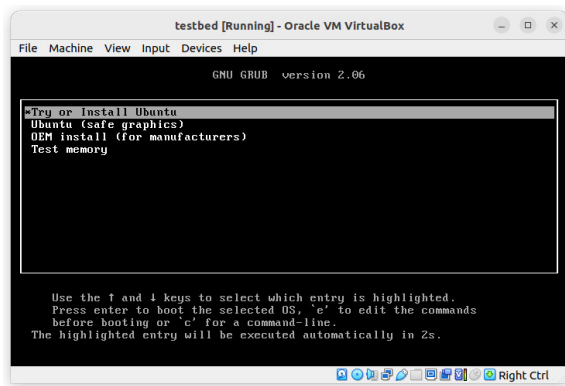 testbed [Running] - Oracle VM VirtualBox
File Machine View Input Devices Help
GNU GRUB version 2.06
*Try or Install Ubuntu
Ubuntu (safe graphics)
OEM install (for manufacturers)
Test memory
Use the ↑ and ↓ keys to select which entry is highlighted.
Press enter to boot the selected OS, `e' to edit the commands
before booting or `c' for a command-line.
The highlighted entry will be executed automatically in 2s.
Right Ctrl